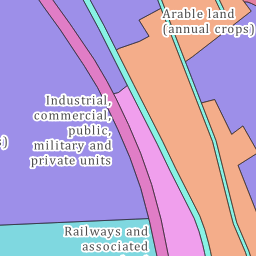 Arable land
(annual crops)
Industrial,
commercial,
public,
military and
private units
Railways and
associated